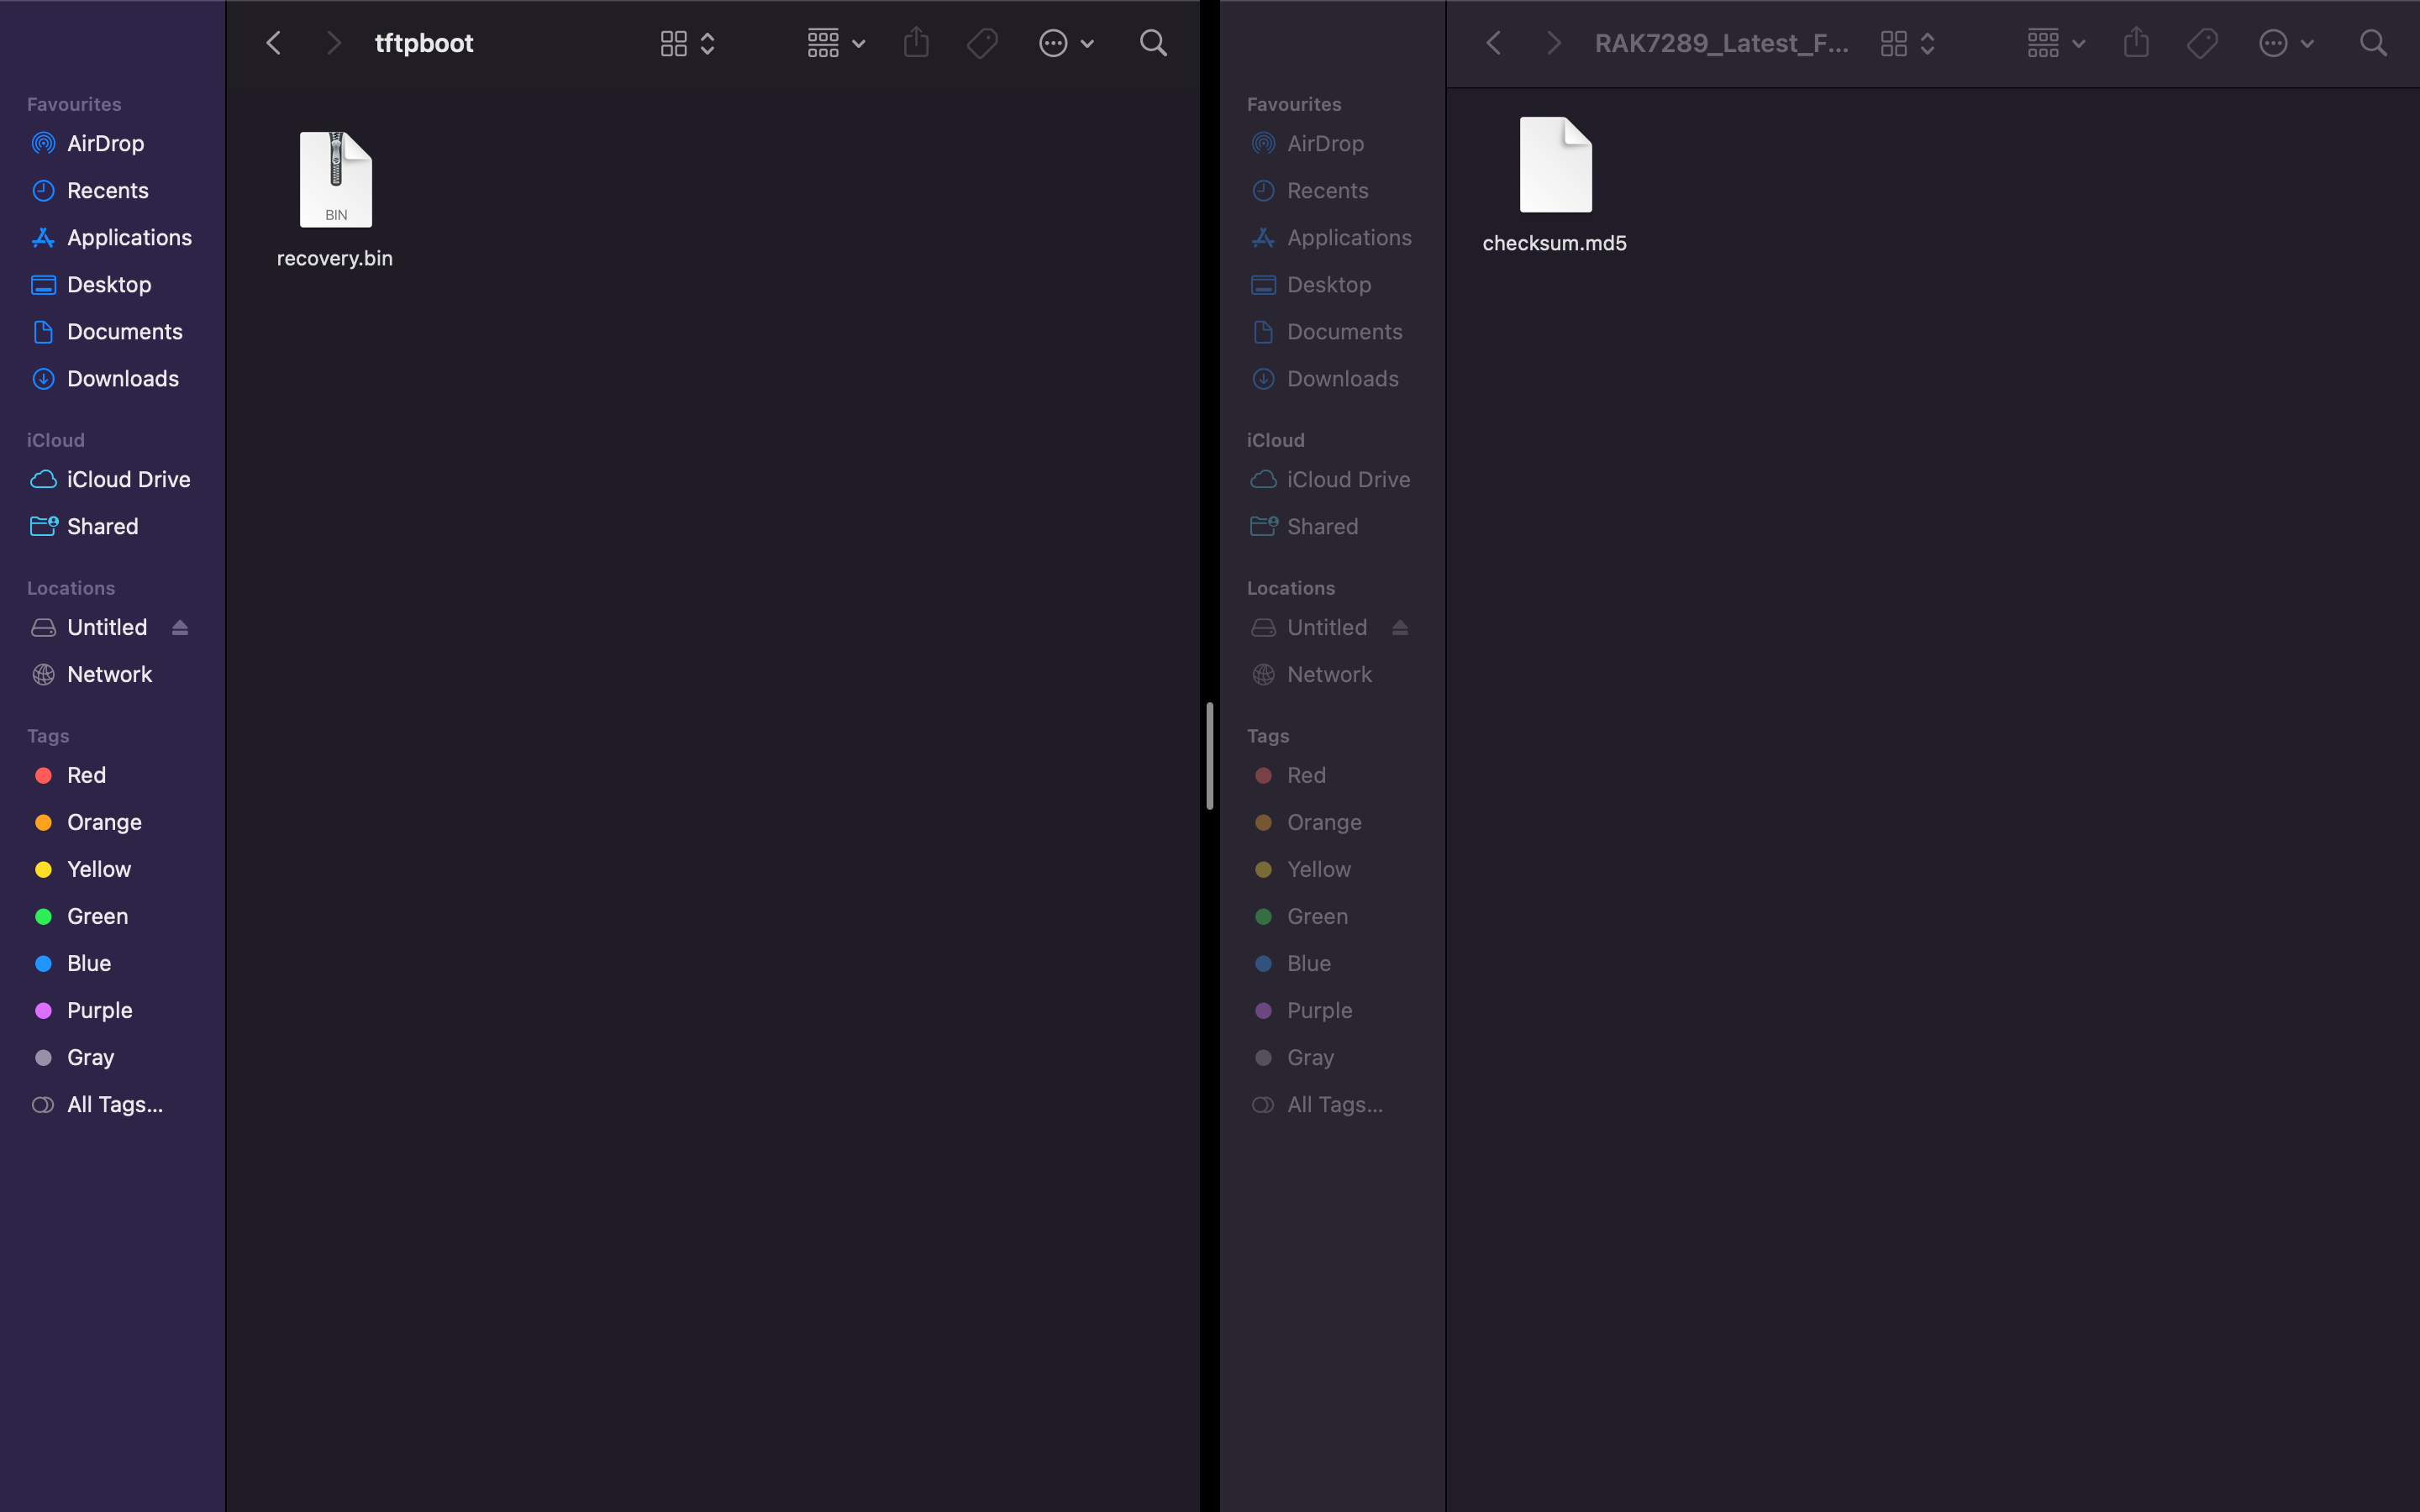 tftpboot
Favourites
AirDrop
Recents
Applications
Desktop
Documents
Downloads
iCloud
iCloud Drive
Shared
Locations
Untitled
Network
Tags
Red
Orange
Yellow
Green
Blue
Purple
Gray
All Tags...
BIN
recovery.bin
RAK7289_Latest_F...
Favourites
AirDrop
Recents
Applications
Desktop
Documents
Downloads
iCloud
iCloud Drive
Shared
Locations
Untitled
Network
Tags
Red
Orange
Yellow
Green
Blue
Purple
Gray
All Tags...
checksum.md5